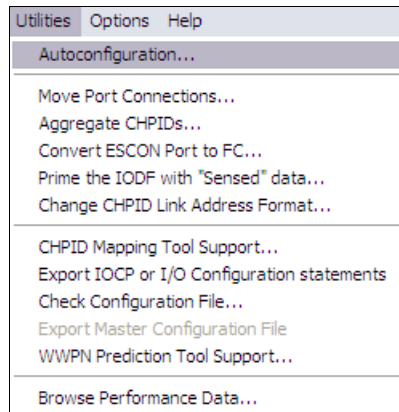 Utilities Options Help
Autoconfiguration...
Move Port Connections...
Aggregate CHPIDs...
Convert ESCON Port to FC...
Prime the IODF with "Sensed" data...
Change CHPID Link Address Format...
CHPID Mapping Tool Support...
Export IOCP or I/O Configuration statements
Check Configuration File...
Export Master Configuration File
WWPN Prediction Tool Support...
Browse Performance Data...